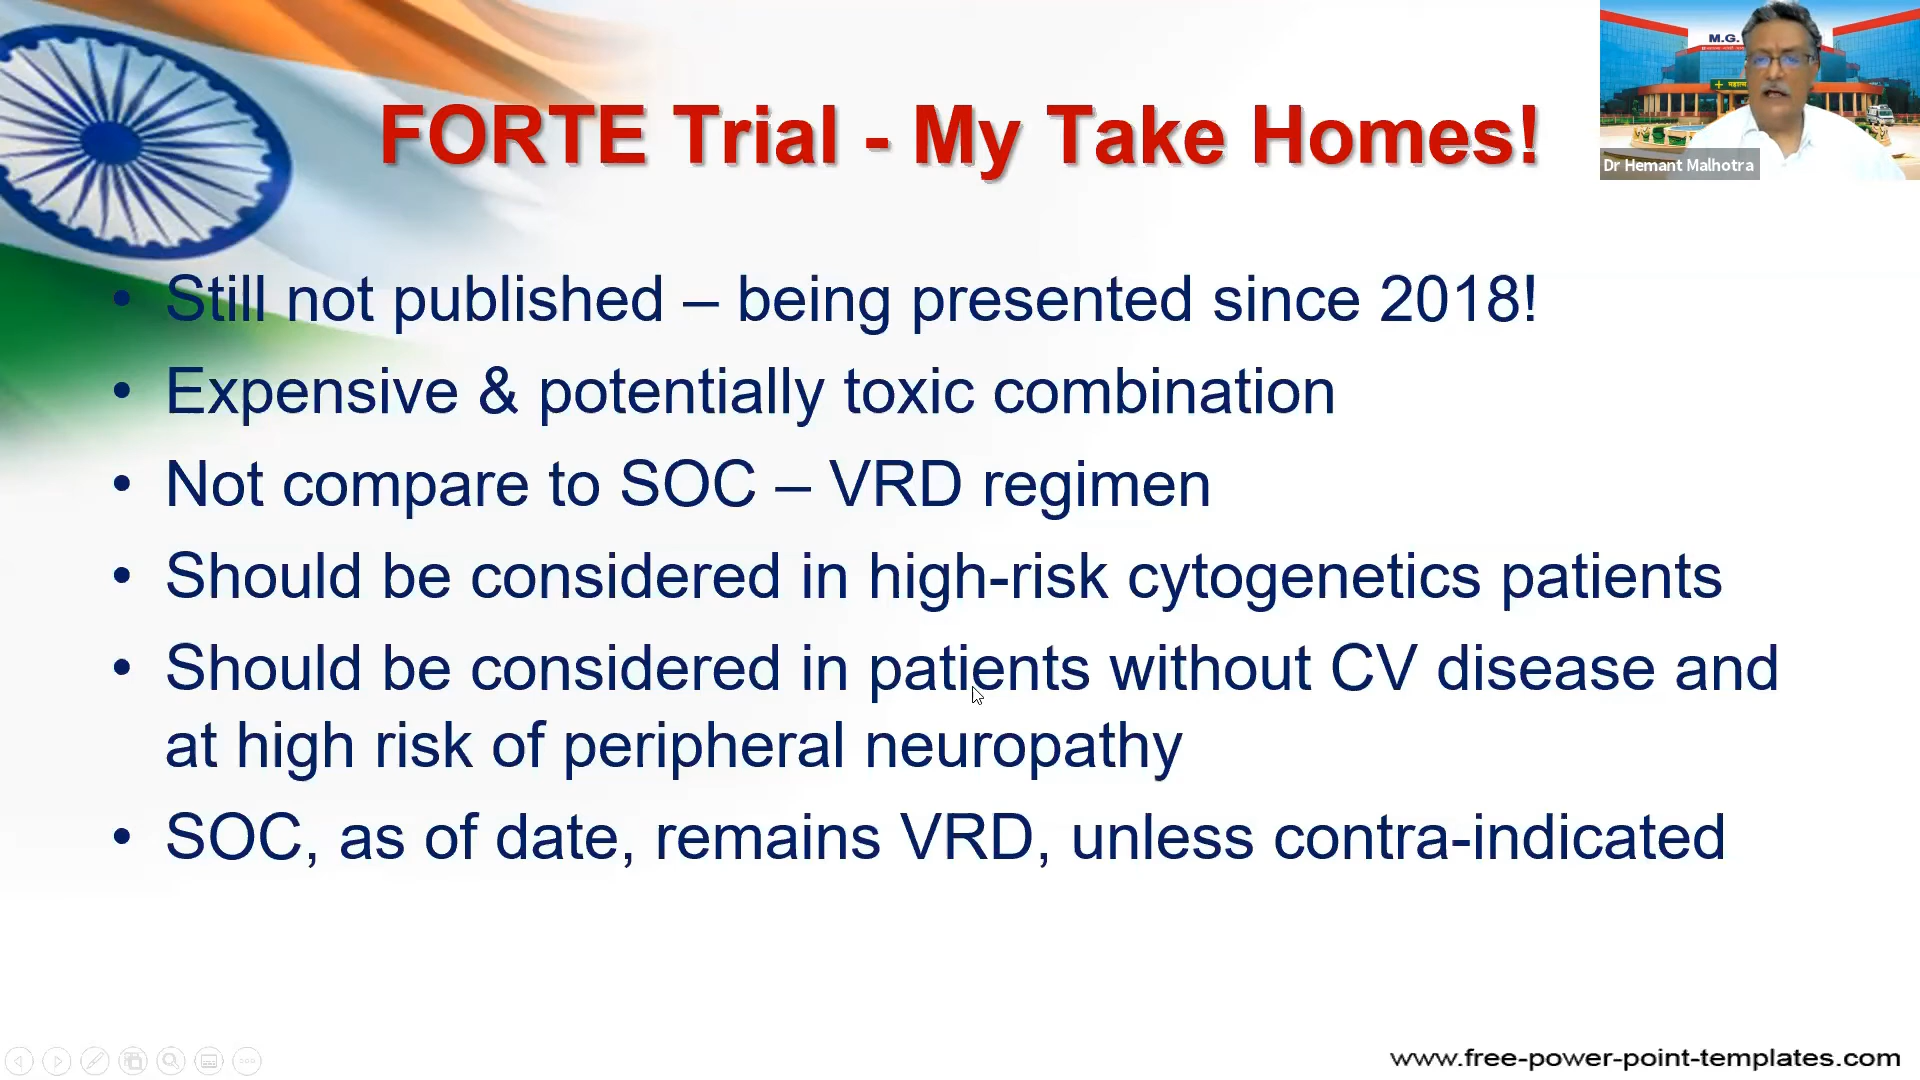 FORTE Trial - My Take Homes!
M.G.
Dr Hemant Malhotra
• Still not published – being presented since 2018!
• Expensive & potentially toxic combination
• Not compare to SOC – VRD regimen
• Should be considered in high-risk cytogenetics patients
• Should be considered in patients without CV disease and
at high risk of peripheral neuropathy
• SOC, as of date, remains VRD, unless contra-indicated
www.free-power-point-templates.com